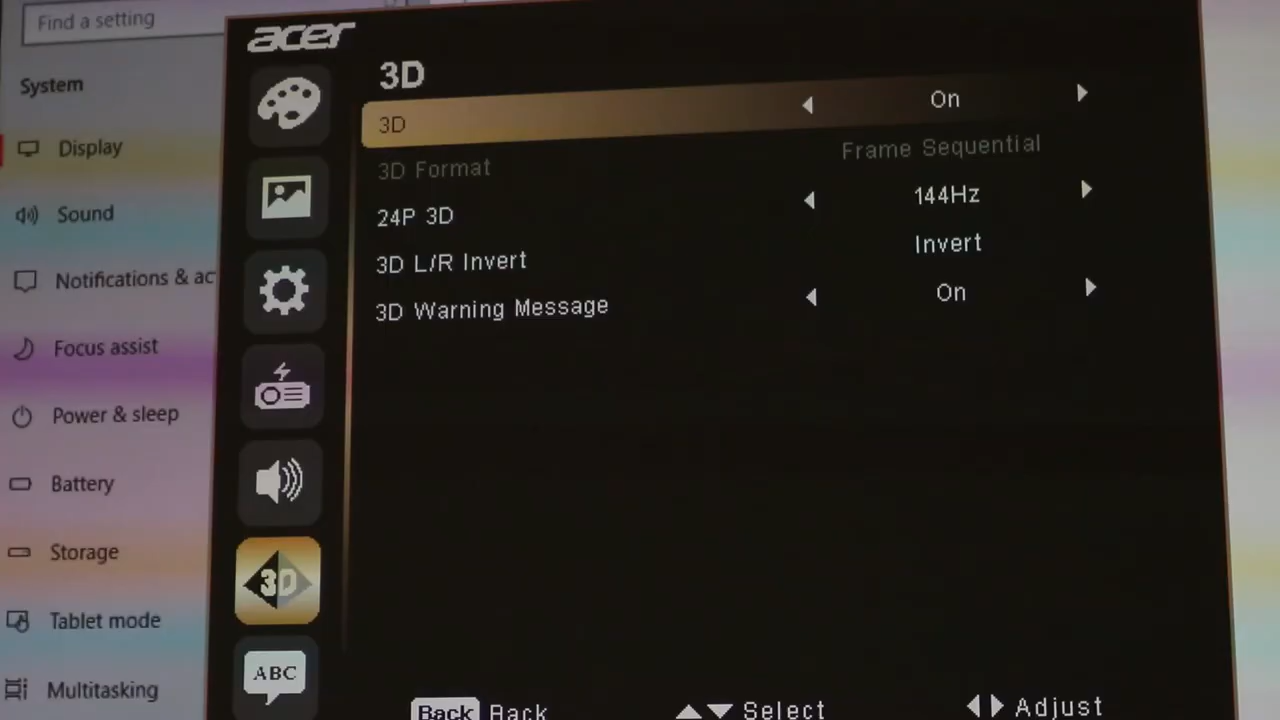 Find a setting
System
Display
Sound
Notifications & ac
Focus assist
Power & sleep
Battery
Storage
Tablet mode
Multitasking
acer
3D
3D On
3D Format Frame Sequential
24P 3D 144Hz
3D L/R Invert Invert
3D Warning Message On
3D
ABC
Back Back Select Adjust